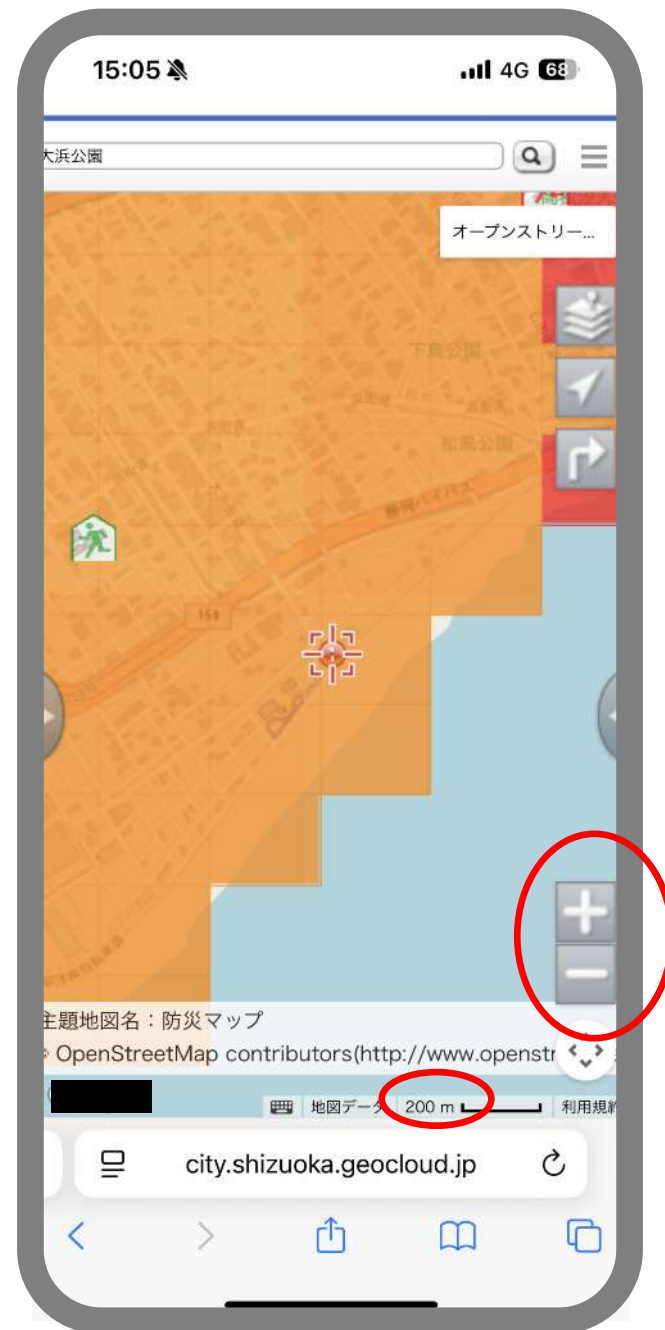 15:05
4G 68
大浜公園
オープンストリー...
下島公園
松風公園
150
主題地図名：防災マップ
OpenStreetMap contributors(http://www.openstr
地図データ 200 m 利用規約
city.shizuoka.geocloud.jp